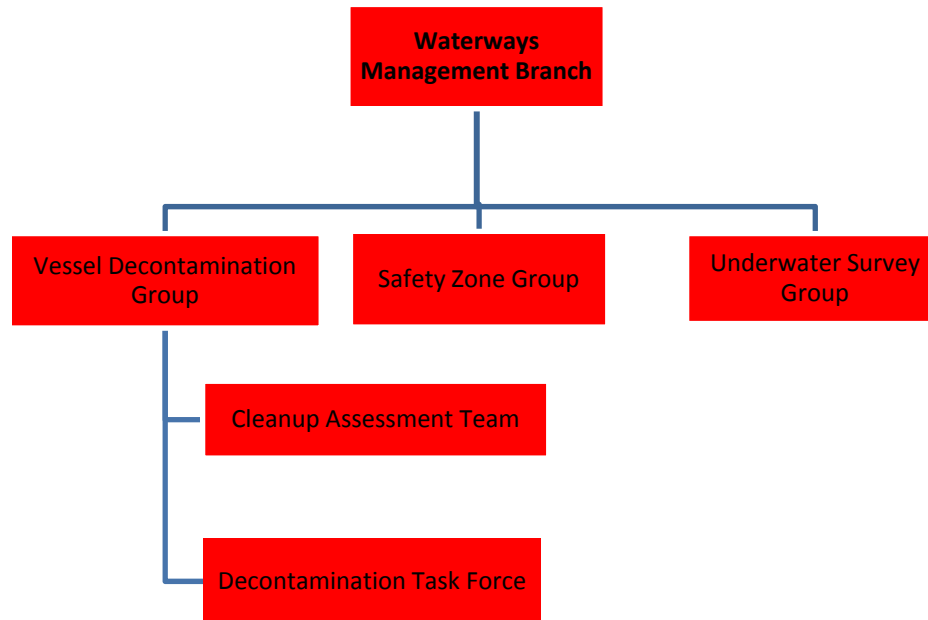 Waterways
Management Branch
Vessel Decontamination
Group
Safety Zone Group
Underwater Survey
Group
Cleanup Assessment Team
Decontamination Task Force